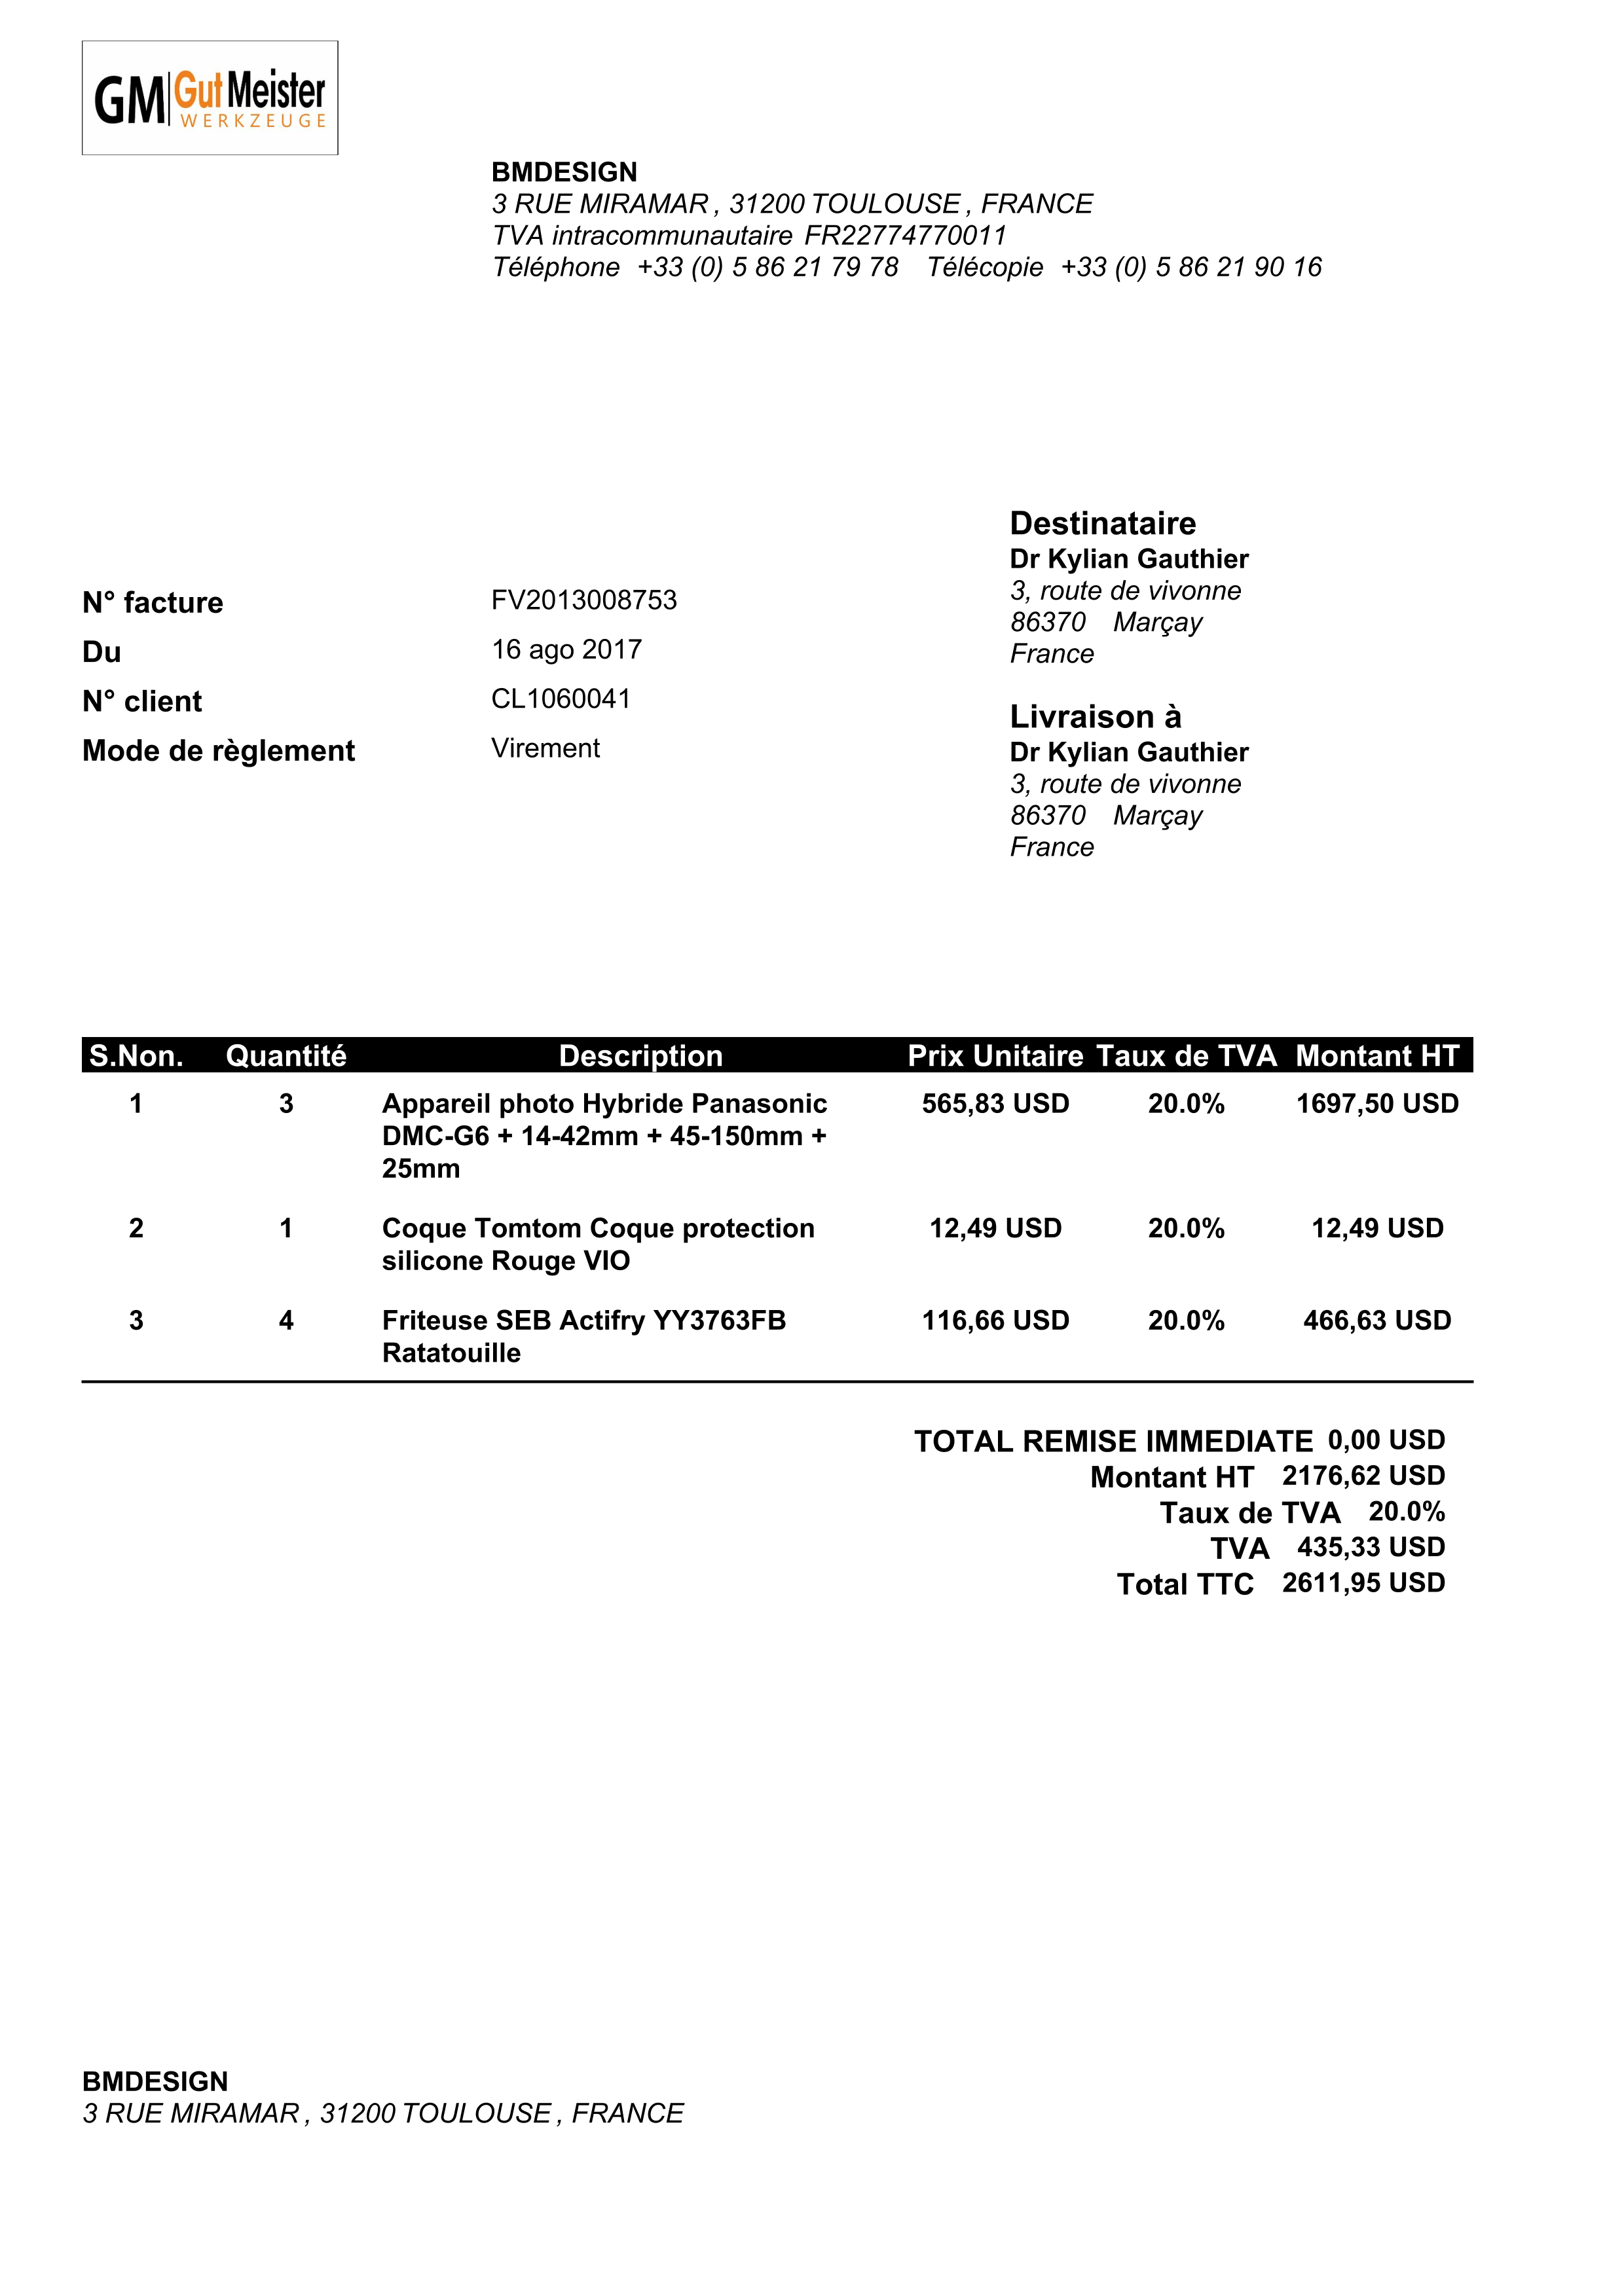 GM GutMeister
WERKZEUGE
BMDESIGN
3 RUE MIRAMAR , 31200 TOULOUSE , FRANCE
TVA intracommunautaire FR22774770011
Téléphone +33 (0) 5 86 21 79 78 Télécopie +33 (0) 5 86 21 90 16
Destinataire
Dr Kylian Gauthier
3, route de vivonne
86370 Marçay
France
N° facture FV2013008753
Du 16 ago 2017
N° client CL1060041
Mode de règlement Virement
Livraison à
Dr Kylian Gauthier
3, route de vivonne
86370 Marçay
France
S.Non. Quantité Description Prix Unitaire Taux de TVA Montant HT
1 3 Appareil photo Hybride Panasonic 565,83 USD 20.0% 1697,50 USD
DMC-G6 + 14-42mm + 45-150mm +
25mm
2 1 Coque Tomtom Coque protection 12,49 USD 20.0% 12,49 USD
silicone Rouge VIO
3 4 Friteuse SEB Actifry YY3763FB 116,66 USD 20.0% 466,63 USD
Ratatouille
TOTAL REMISE IMMEDIATE 0,00 USD
Montant HT 2176,62 USD
Taux de TVA 20.0%
TVA 435,33 USD
Total TTC 2611,95 USD
BMDESIGN
3 RUE MIRAMAR , 31200 TOULOUSE , FRANCE